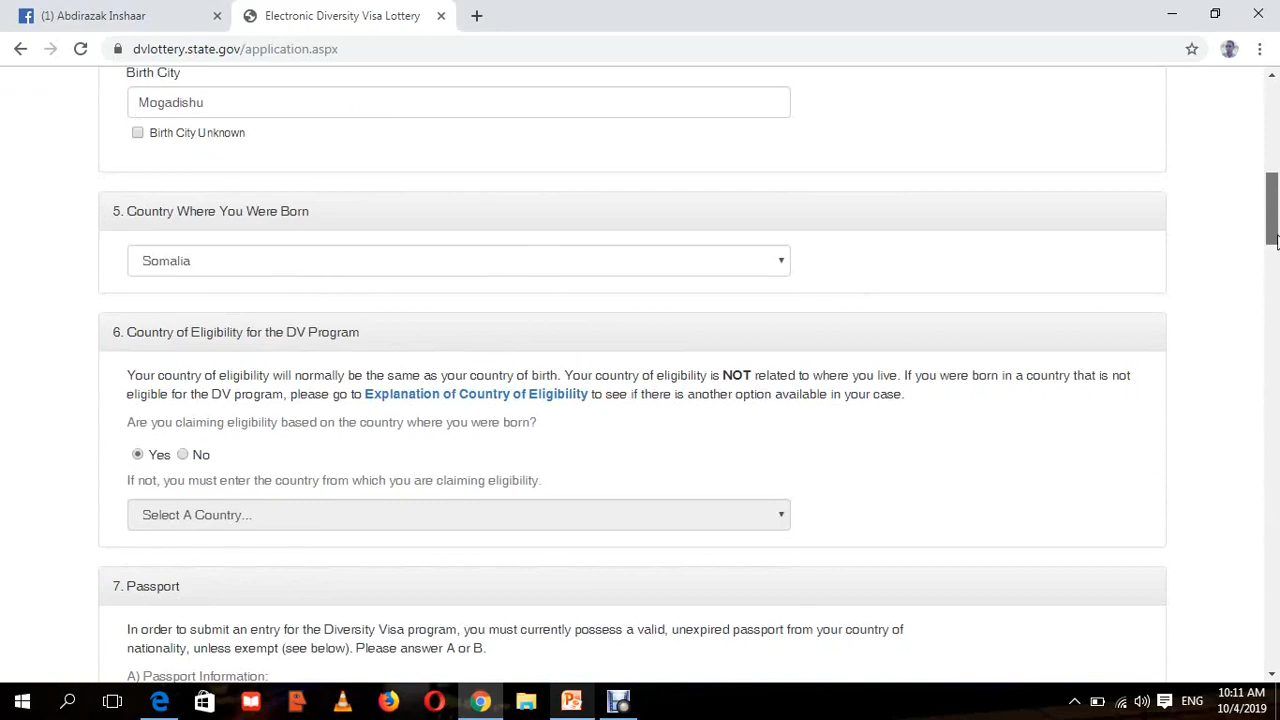 (1) Abdirazak Inshaar
Electronic Diversity Visa Lottery
dvlottery.state.gov/application.aspx
Birth City
Mogadishu
Birth City Unknown
5. Country Where You Were Born
Somalia
6. Country of Eligibility for the DV Program
Your country of eligibility will normally be the same as your country of birth. Your country of eligibility is NOT related to where you live. If you were born in a country that is not
eligible for the DV program, please go to Explanation of Country of Eligibility to see if there is another option available in your case.
Are you claiming eligibility based on the country where you were born?
Yes No
If not, you must enter the country from which you are claiming eligibility.
Select A Country...
7. Passport
In order to submit an entry for the Diversity Visa program, you must currently possess a valid, unexpired passport from your country of
nationality, unless exempt (see below). Please answer A or B.
A) Passport Information:
ENG
10:11 AM
10/4/2019